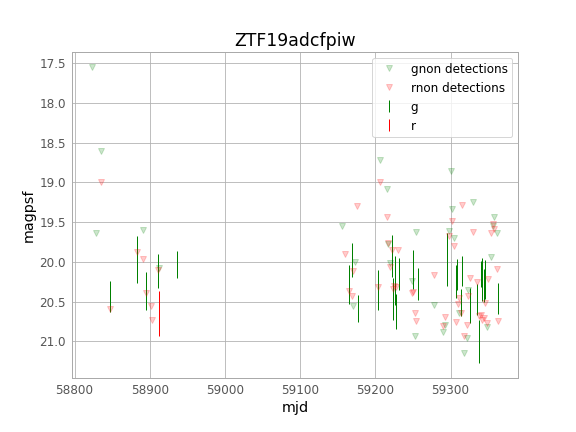 ZTF19adcfpiw
gnon detections
rnon detections
g
r
17.5
18.0
18.5
19.0
19.5
20.0
20.5
21.0
magpsf
58800 58900 59000 59100 59200 59300
mjd